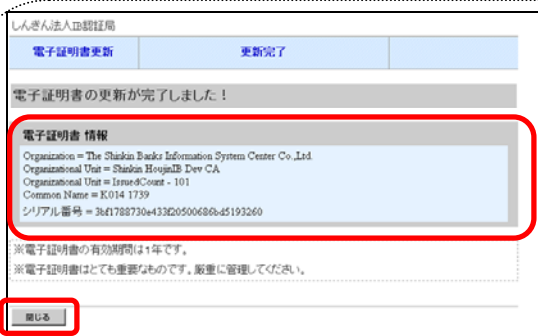 しんきん法人IB認証局
電子証明書更新 更新完了
電子証明書の更新が完了しました！
電子証明書 情報
Organization = The Shinkin Banks Information System Center Co.,Ltd.
Organizational Unit = Shinkin HoujinIB Dev CA
Organizational Unit = IssuedCount - 101
Common Name = K014 1739
シリアル番号 = 3bf1788730e433f20500686bd5193260
※電子証明書の有効期間は1年です。
※電子証明書はとても重要なものです。厳重に管理してください。
閉じる